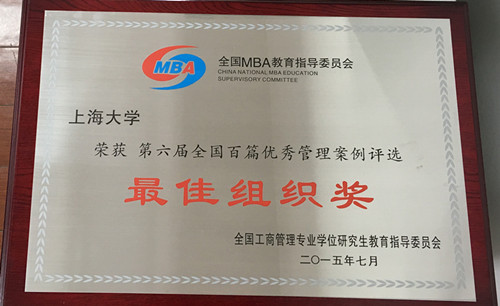 MBA
全国MBA教育指导委员会
CHINA NATIONAL MBA EDUCATION
SUPERVISORY COMMITTEE
上海大学
荣获 第六届全国百篇优秀管理案例评选
最佳组织奖
全国工商管理专业学位研究生教育指导委员会
二〇一五年七月